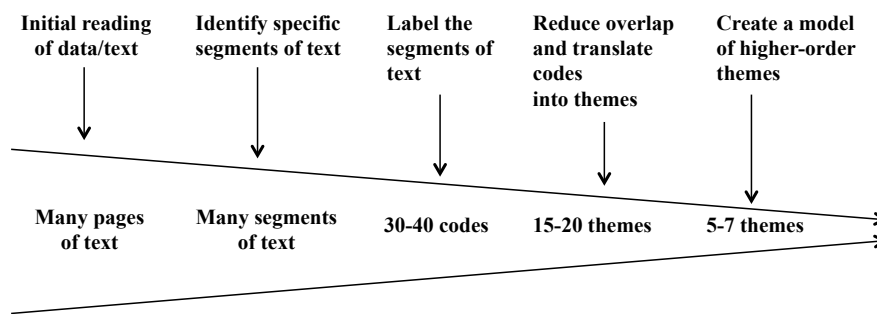 Initial reading
of data/text
Identify specific
segments of text
Label the
segments of
text
Reduce overlap
and translate
codes
into themes
Create a model
of higher-order
themes
Many pages
of text
Many segments
of text
30-40 codes
15-20 themes
5-7 themes